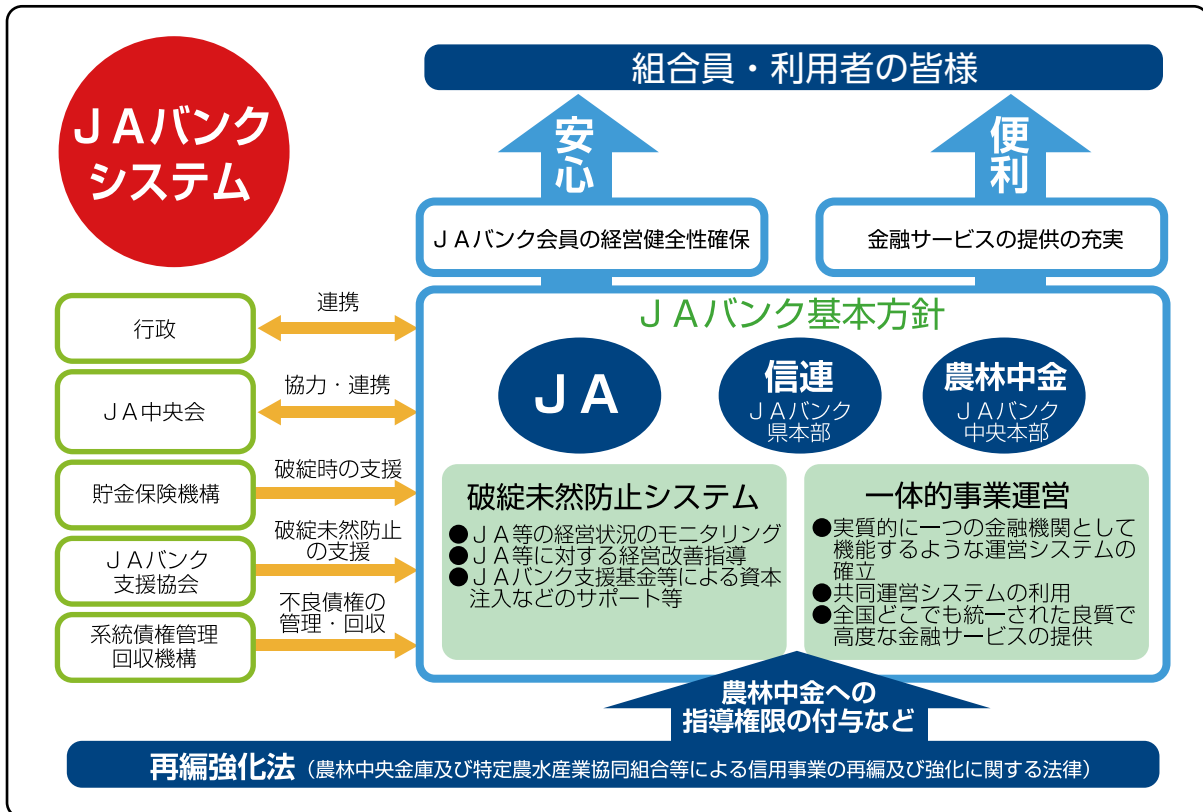 JAバンク
システム
組合員・利用者の皆様
安心
便利
JAバンク会員の経営健全性確保
金融サービスの提供の充実
行政
連携
JA中央会
協力・連携
貯金保険機構
破綻時の支援
JAバンク
支援協会
破綻未然防止
の支援
系統債権管理
回収機構
不良債権の
管理・回収
JAバンク基本方針
JA
信連
JAバンク
県本部
農林中金
JAバンク
中央本部
破綻未然防止システム
●JA等の経営状況のモニタリング
●JA等に対する経営改善指導
●JAバンク支援基金等による資本
注入などのサポート等
一体的事業運営
●実質的に一つの金融機関として
機能するような運営システムの
確立
●共同運営システムの利用
●全国どこでも統一された良質で
高度な金融サービスの提供
農林中金への
指導権限の付与など
再編強化法（農林中央金庫及び特定農水産業協同組合等による信用事業の再編及び強化に関する法律）